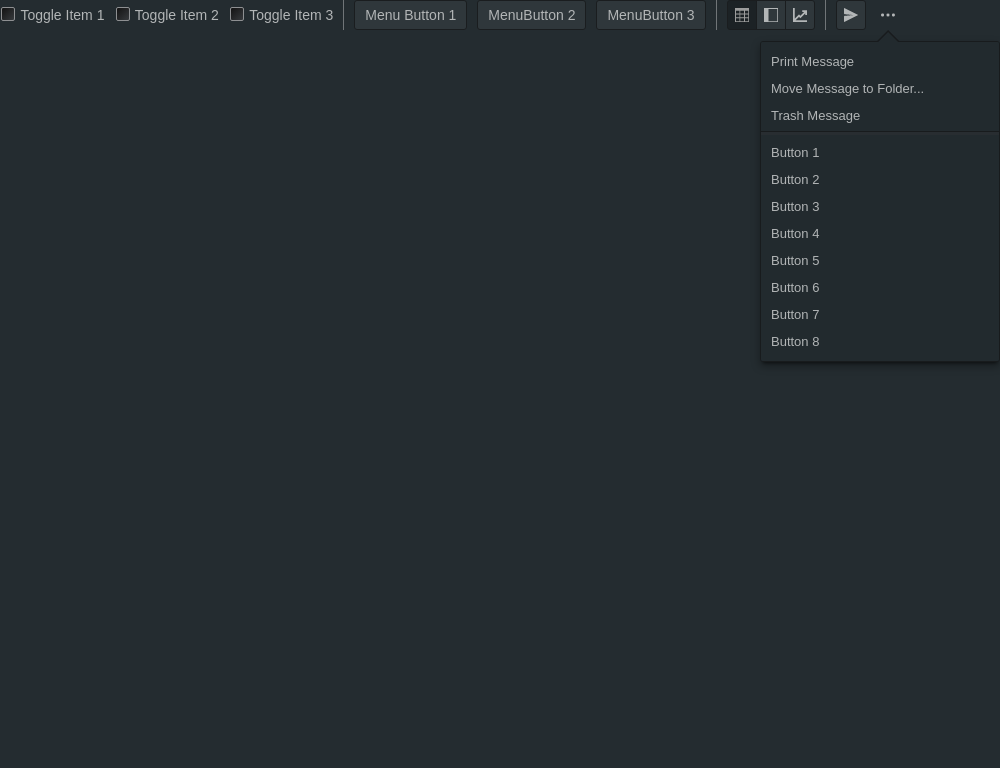 Toggle Item 1 Toggle Item 2 Toggle Item 3 Menu Button 1 MenuButton 2 MenuButton 3
Print Message
Move Message to Folder...
Trash Message
Button 1
Button 2
Button 3
Button 4
Button 5
Button 6
Button 7
Button 8